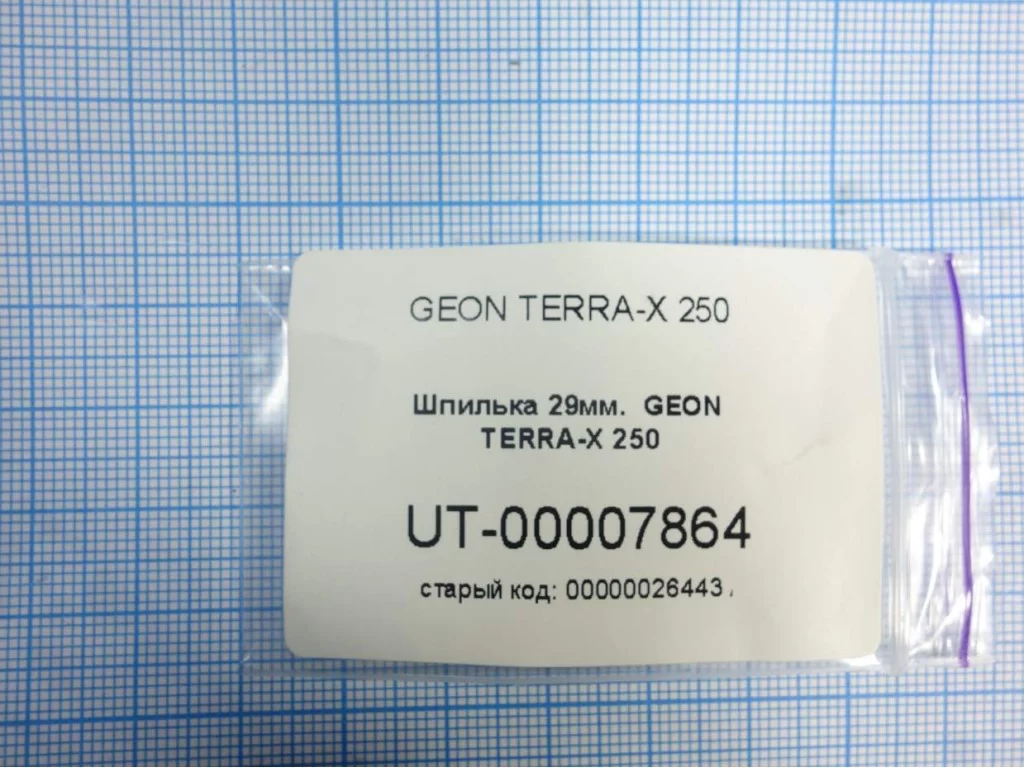 GEON TERRA-X 250
Шпилька 29мм. GEON
TERRA-X 250
UT-00007864
старый код: 00000026443 ,